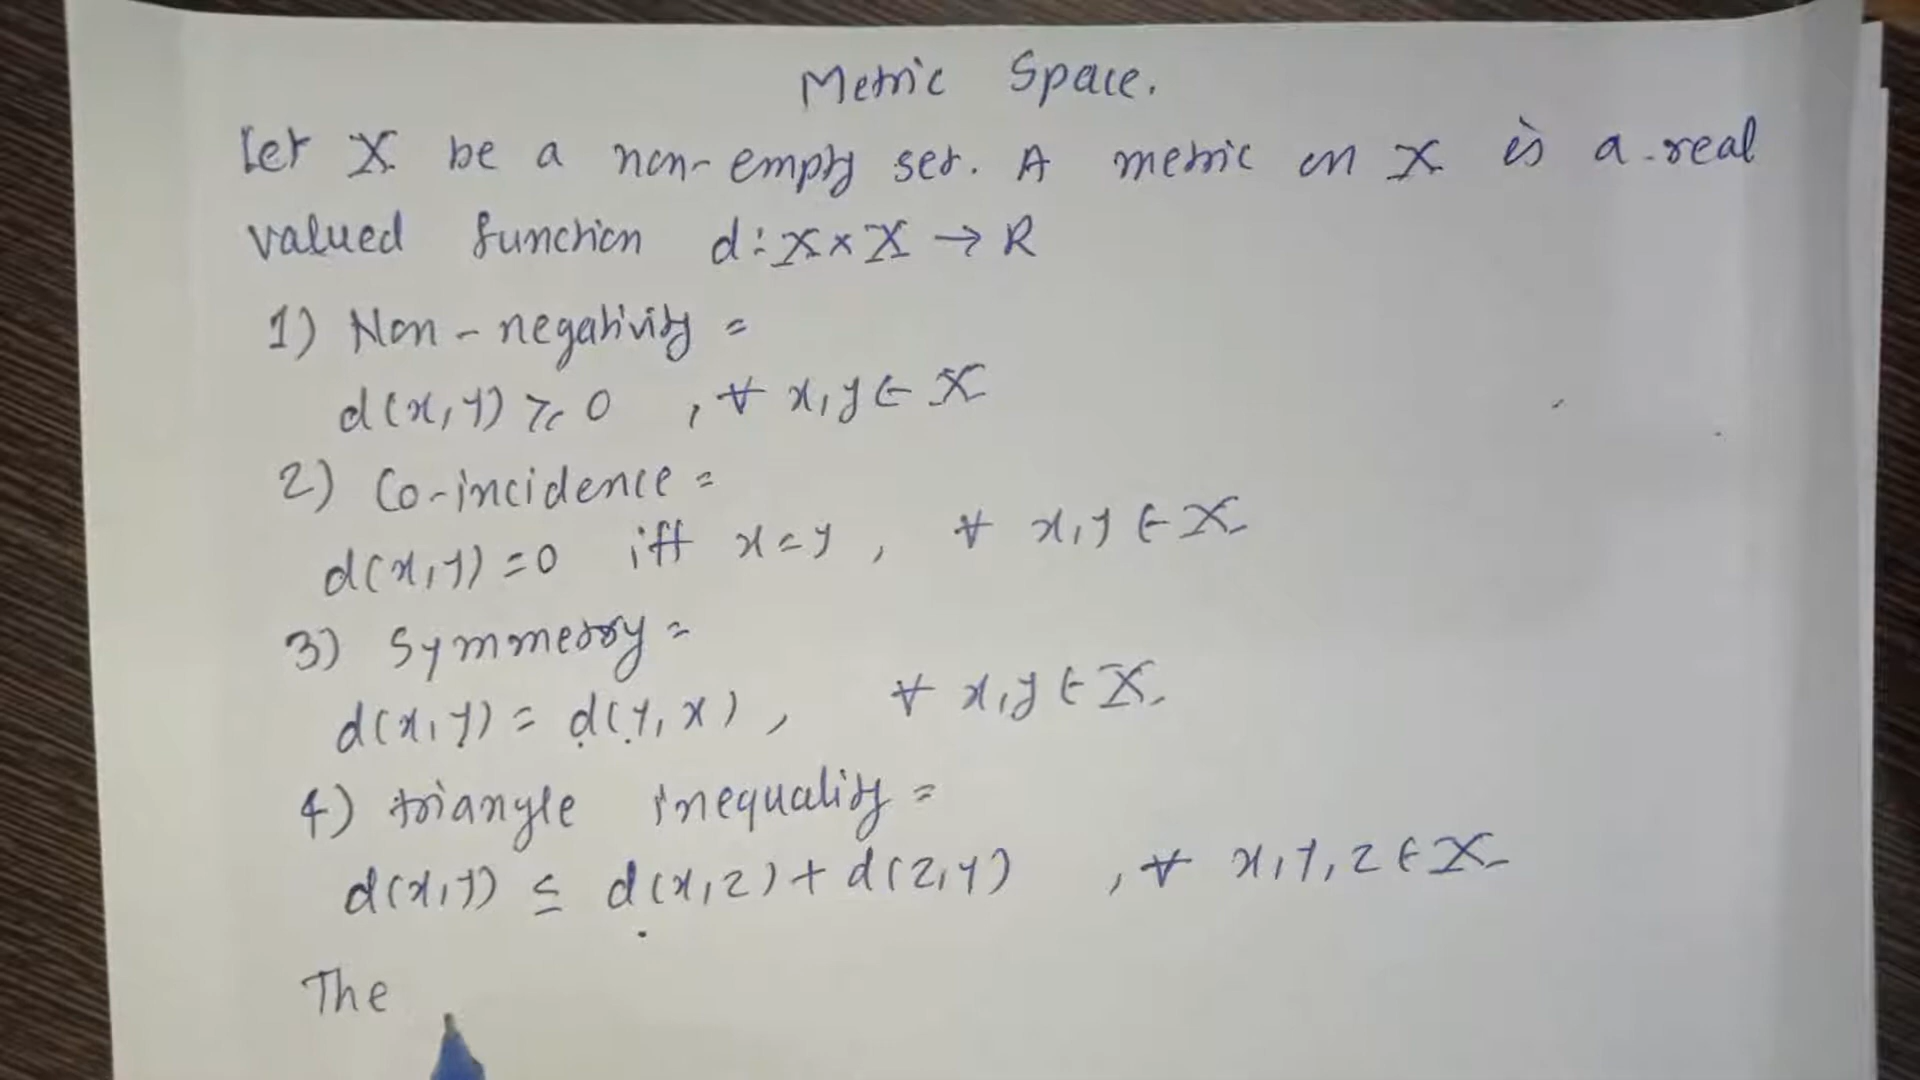 Metric Space.
Let X be a non-empty set. A metric on X is a real
valued function d: X×X → R
1) Non-negativity =
d(x,y) ≥ 0 , ∀ x,y ∈ X
2) Co-incidence =
d(x,y) = 0 iff x=y , ∀ x,y ∈ X
3) Symmetry =
d(x,y) = d(y,x) , ∀ x,y ∈ X.
4) triangle inequality =
d(x,y) ≤ d(x,z) + d(z,y) , ∀ x,y,z ∈ X
The